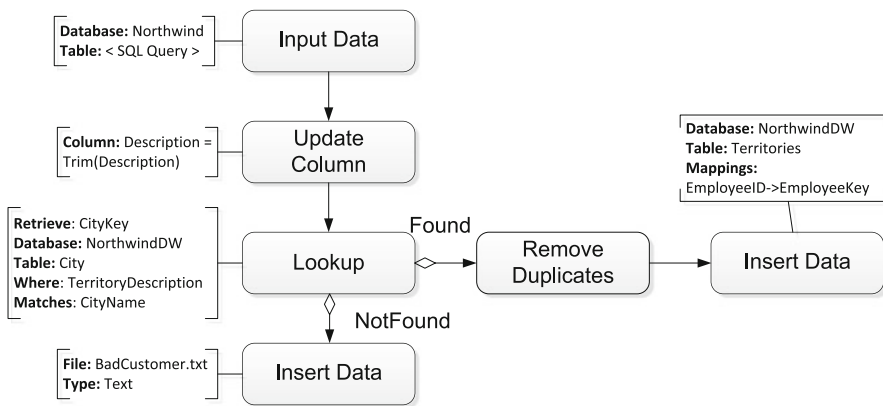 Database: Northwind
Table: < SQL Query >
Input Data
Column: Description =
Trim(Description)
Update
Column
Database: NorthwindDW
Table: Territories
Mappings:
EmployeeID->EmployeeKey
Retrieve: CityKey
Database: NorthwindDW
Table: City
Where: TerritoryDescription
Matches: CityName
Lookup
Found
Remove
Duplicates
Insert Data
NotFound
File: BadCustomer.txt
Type: Text
Insert Data